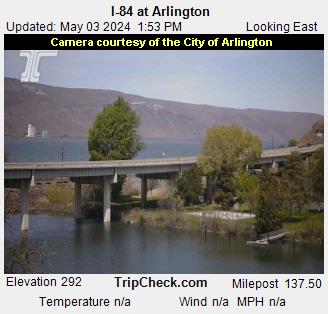 I-84 at Arlington
Updated: May 03 2024 1:53 PM Looking East
Camera courtesy of the City of Arlington
Elevation 292 TripCheck.com Milepost 137.50
Temperature n/a Wind n/a MPH n/a